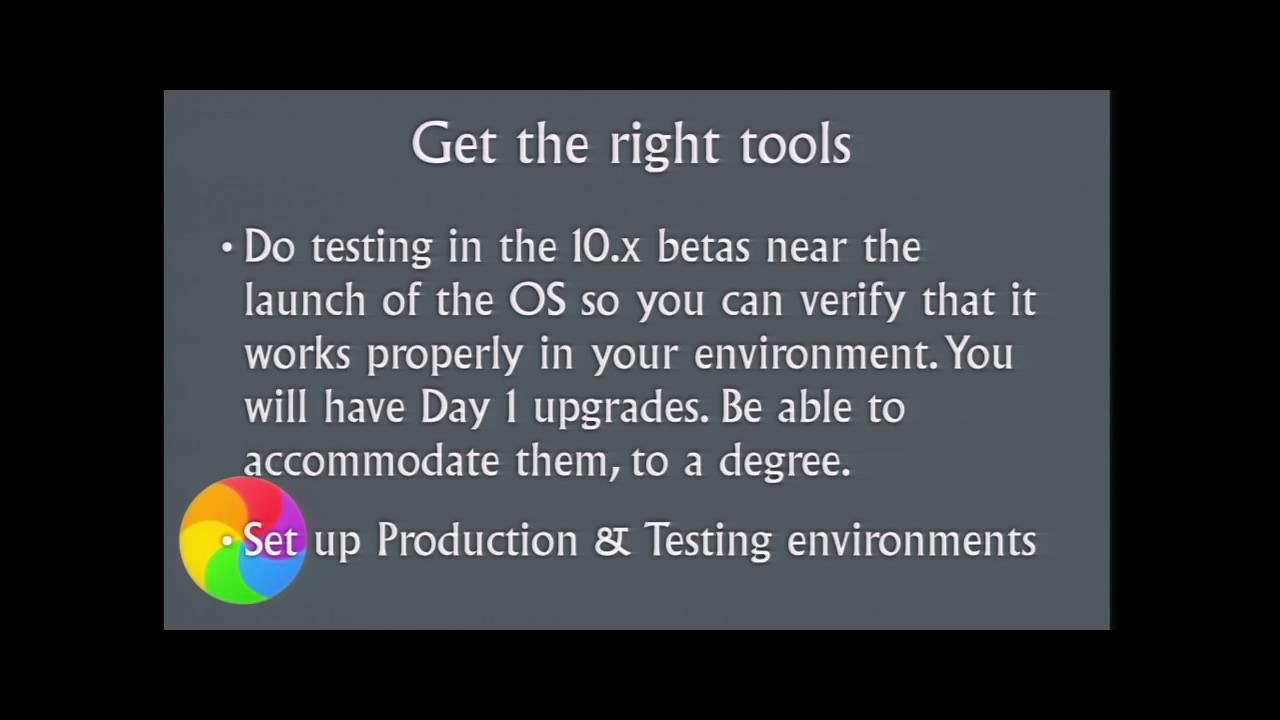 Get the right tools
• Do testing in the 10.x betas near the
launch of the OS so you can verify that it
works properly in your environment. You
will have Day 1 upgrades. Be able to
accommodate them, to a degree.
• Set up Production & Testing environments